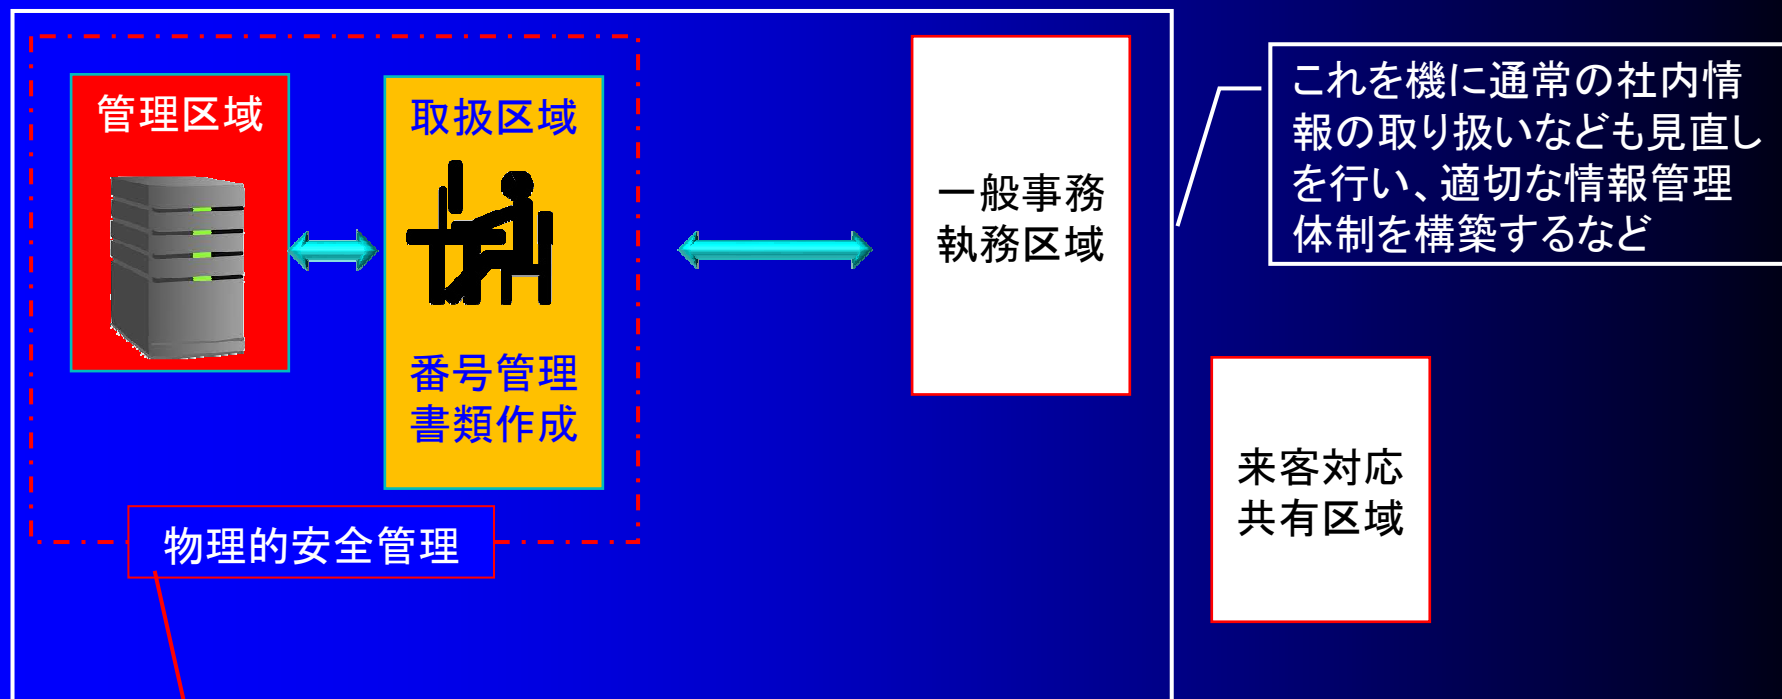 管理区域
取扱区域
番号管理
書類作成
物理的安全管理
一般事務
執務区域
これを機に通常の社内情
報の取り扱いなども見直し
を行い、適切な情報管理
体制を構築するなど
来客対応
共有区域